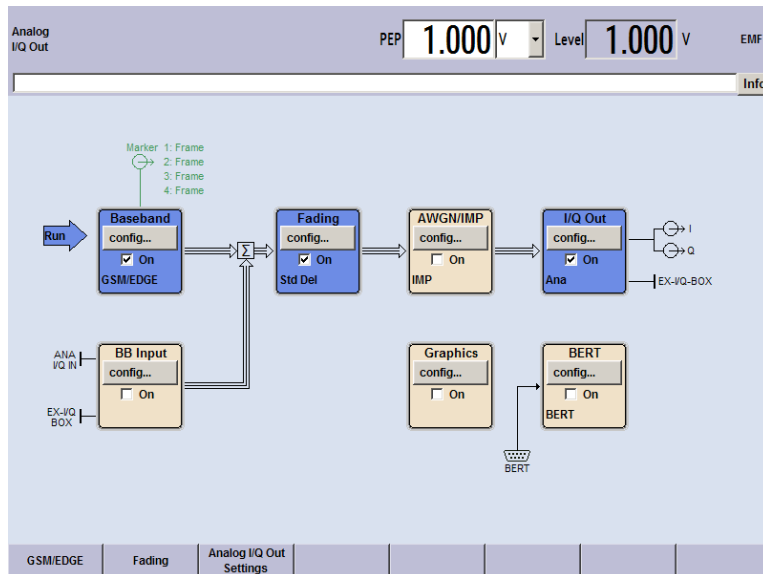 Analog
I/Q Out
PEP 1.000 V Level 1.000 V EMF
Info
Marker 1: Frame
2: Frame
3: Frame
4: Frame
Run
Baseband
config...
On
GSM/EDGE
Σ
Fading
config...
On
Std Del
AWGN/IMP
config...
On
IMP
I/Q Out
config...
On
Ana
I
Q
EX-I/Q-BOX
ANA
I/Q IN
EX-I/Q
BOX
BB Input
config...
On
Graphics
config...
On
BERT
config...
On
BERT
BERT
GSM/EDGE
Fading
Analog I/Q Out
Settings